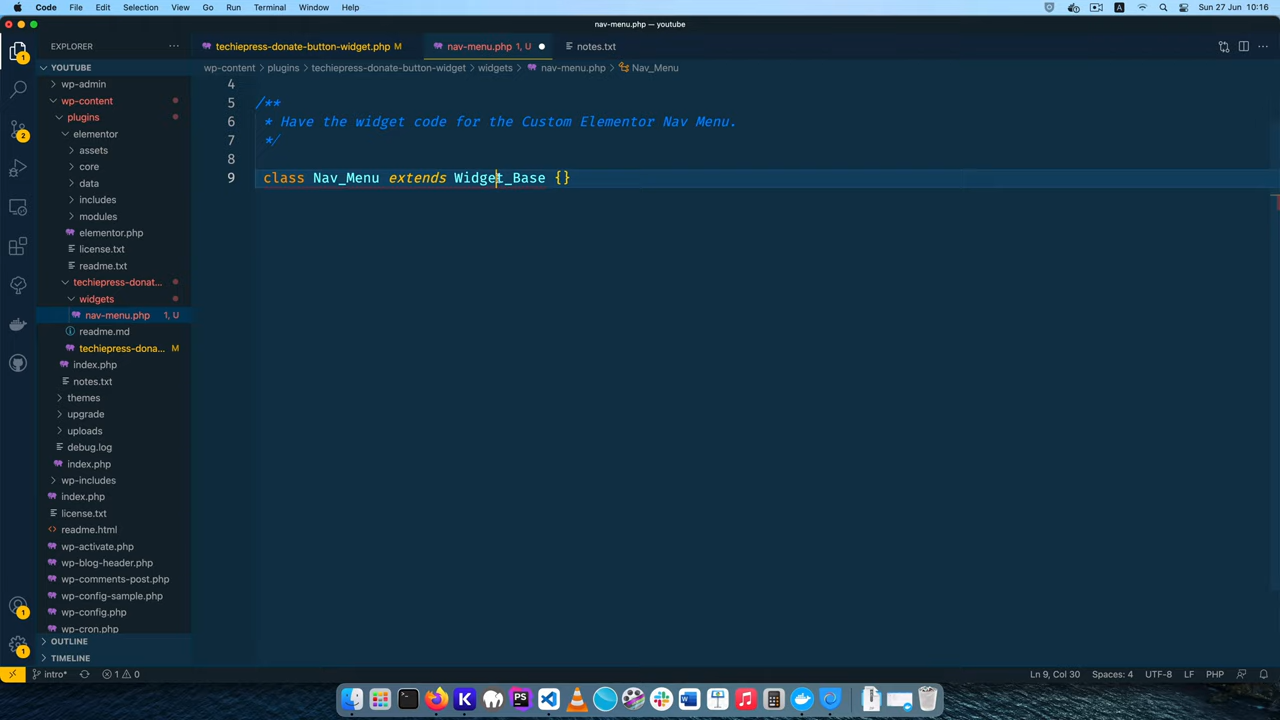 Code File Edit Selection View Go Run Terminal Window Help A Sun 27 Jun 10:16
nav-menu.php — youtube
EXPLORER techiepress-donate-button-widget.php M nav-menu.php 1, U notes.txt
YOUTUBE wp-content plugins techiepress-donate-button-widget widgets nav-menu.php Nav_Menu
wp-admin
wp-content
plugins
elementor
assets
core
data
includes
modules
elementor.php
license.txt
readme.txt
techiepress-donat...
widgets
nav-menu.php 1, U
readme.md
techiepress-dona... M
index.php
notes.txt
themes
upgrade
uploads
debug.log
index.php
wp-includes
index.php
license.txt
readme.html
wp-activate.php
wp-blog-header.php
wp-comments-post.php
wp-config-sample.php
wp-config.php
wp-cron.php
OUTLINE
TIMELINE
4
5 /**
6 * Have the widget code for the Custom Elementor Nav Menu.
7 */
8
9 class Nav_Menu extends Widget_Base {}
1
2
1
1
intro* 1 0 Ln 9, Col 30 Spaces: 4 UTF-8 LF PHP
K PS W